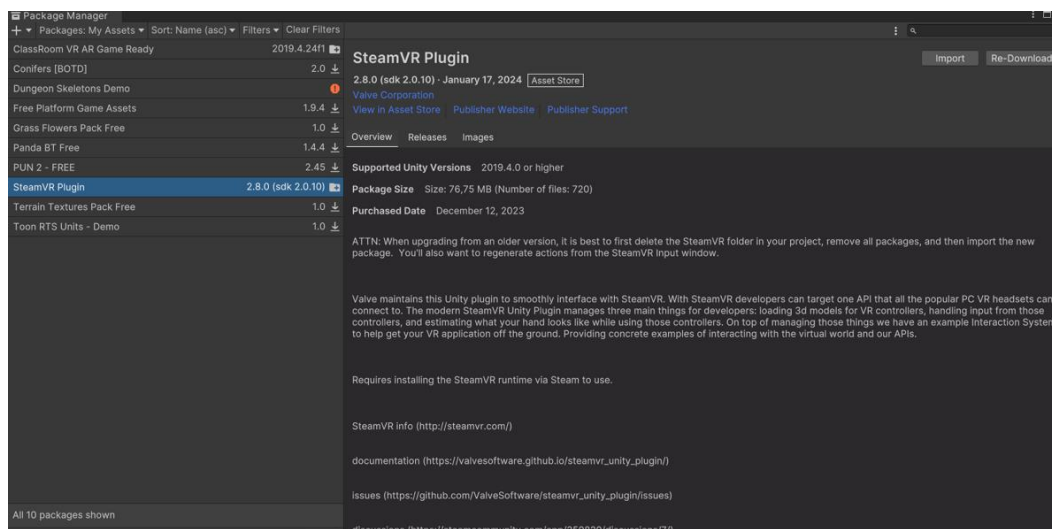 Package Manager
Packages: My Assets Sort: Name (asc) Filters Clear Filters
ClassRoom VR AR Game Ready 2019.4.24f1
Conifers [BOTD] 2.0
Dungeon Skeletons Demo
Free Platform Game Assets 1.9.4
Grass Flowers Pack Free 1.0
Panda BT Free 1.4.4
PUN 2 - FREE 2.45
SteamVR Plugin 2.8.0 (sdk 2.0.10)
Terrain Textures Pack Free 1.0
Toon RTS Units - Demo 1.0
All 10 packages shown
SteamVR Plugin
Import Re-Download
2.8.0 (sdk 2.0.10) · January 17, 2024 Asset Store
Valve Corporation
View in Asset Store Publisher Website Publisher Support
Overview Releases Images
Supported Unity Versions 2019.4.0 or higher
Package Size Size: 76,75 MB (Number of files: 720)
Purchased Date December 12, 2023
ATTN: When upgrading from an older version, it is best to first delete the SteamVR folder in your project, remove all packages, and then import the new
package. You'll also want to regenerate actions from the SteamVR Input window.
Valve maintains this Unity plugin to smoothly interface with SteamVR. With SteamVR developers can target one API that all the popular PC VR headsets can
connect to. The modern SteamVR Unity Plugin manages three main things for developers: loading 3d models for VR controllers, handling input from those
controllers, and estimating what your hand looks like while using those controllers. On top of managing those things we have an example Interaction System
to help get your VR application off the ground. Providing concrete examples of interacting with the virtual world and our APIs.
Requires installing the SteamVR runtime via Steam to use.
SteamVR info (http://steamvr.com/)
documentation (https://valvesoftware.github.io/steamvr_unity_plugin/)
issues (https://github.com/ValveSoftware/steamvr_unity_plugin/issues)